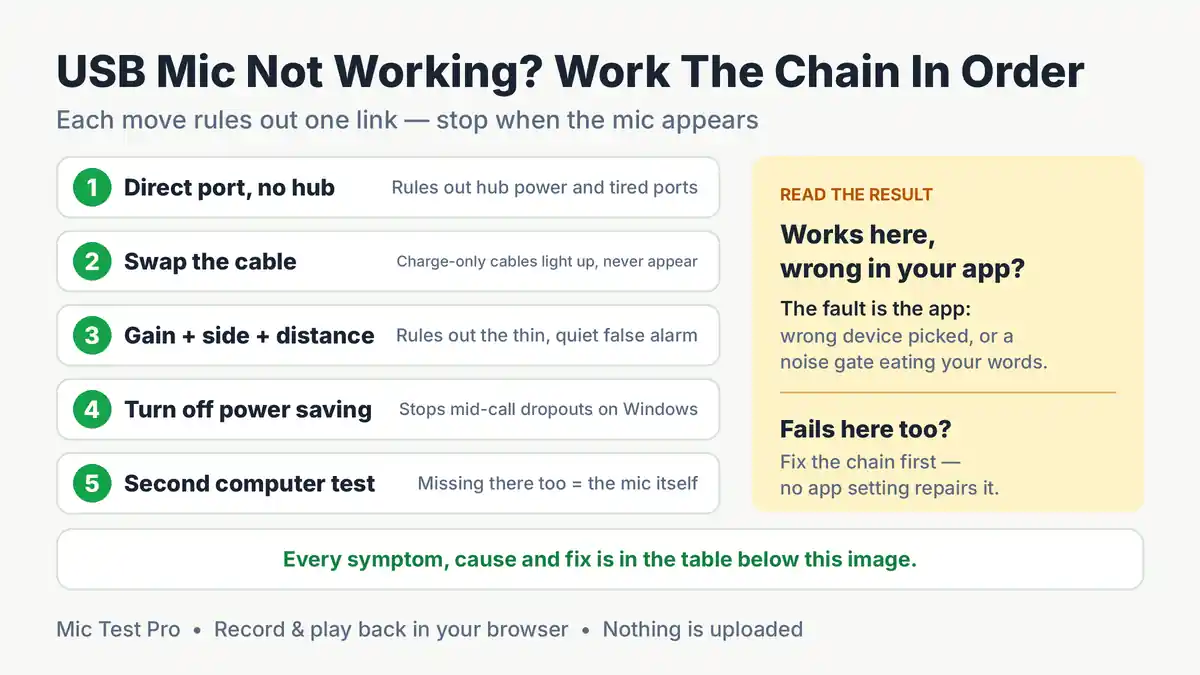 USB Mic Not Working? Work The Chain In Order
Each move rules out one link — stop when the mic appears
1 Direct port, no hub Rules out hub power and tired ports
2 Swap the cable Charge-only cables light up, never appear
3 Gain + side + distance Rules out the thin, quiet false alarm
4 Turn off power saving Stops mid-call dropouts on Windows
5 Second computer test Missing there too = the mic itself
READ THE RESULT
Works here,
wrong in your app?
The fault is the app:
wrong device picked, or a
noise gate eating your words.
Fails here too?
Fix the chain first —
no app setting repairs it.
Every symptom, cause and fix is in the table below this image.
Mic Test Pro • Record & play back in your browser • Nothing is uploaded